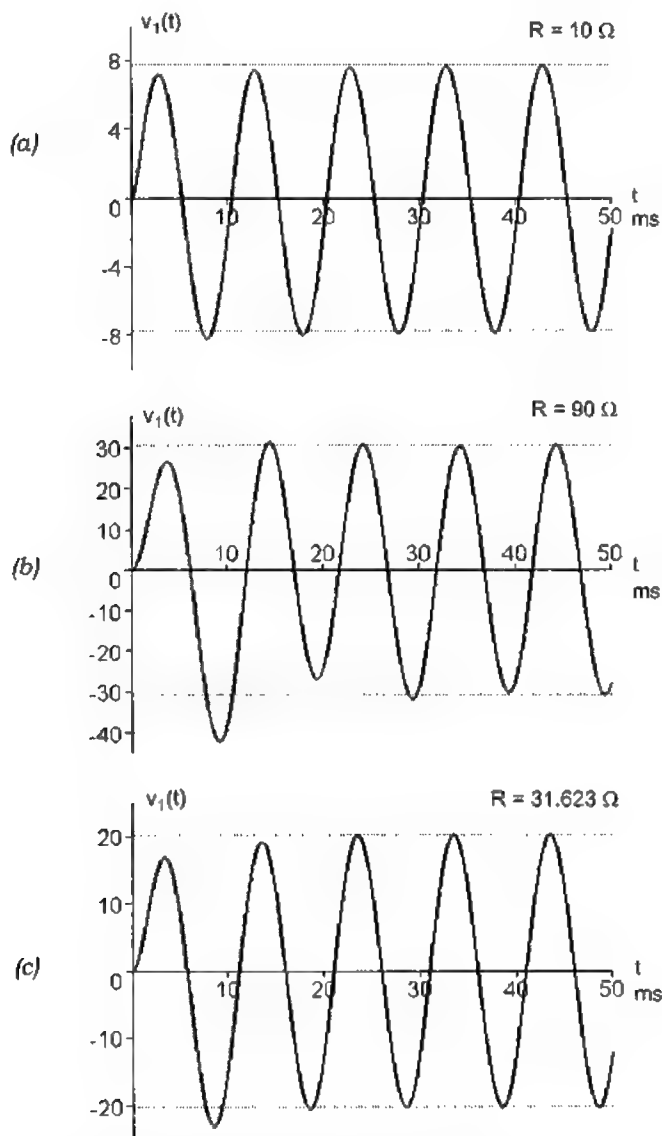 v₁(t) R = 10 Ω
8
4
(a)
0 10 20 30 40 50 t
ms
-4
-8
v₁(t) R = 90 Ω
30
20
10
10 20 30 40 50 t
(b)
0 ms
-10
-20
-30
-40
v₁(t) R = 31.623 Ω
20
10
(c)
0 10 20 30 40 50 t
ms
-10
-20